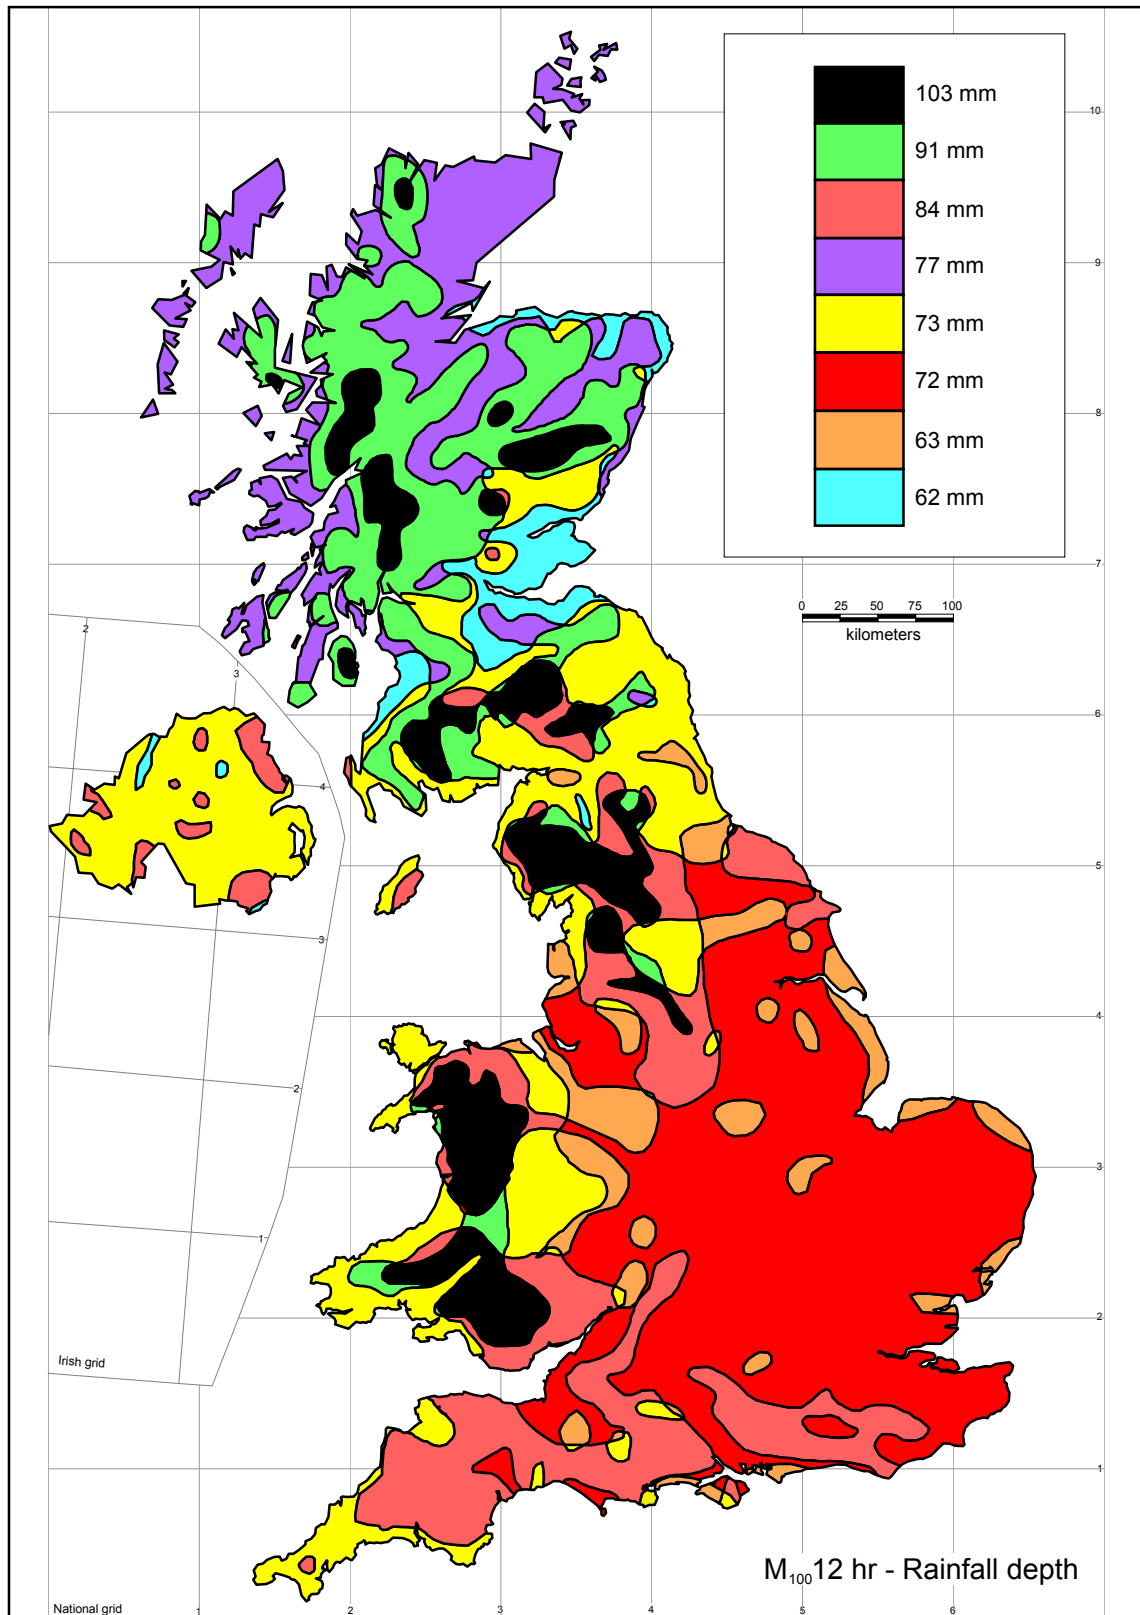 103 mm
91 mm
84 mm
77 mm
73 mm
72 mm
63 mm
62 mm
10
9
8
7
0 25 50 75 100
kilometers
2
3
6
4
5
3
4
2
3
1
2
Irish grid
1
M₁₀₀12 hr - Rainfall depth
National grid
1 2 3 4 5 6